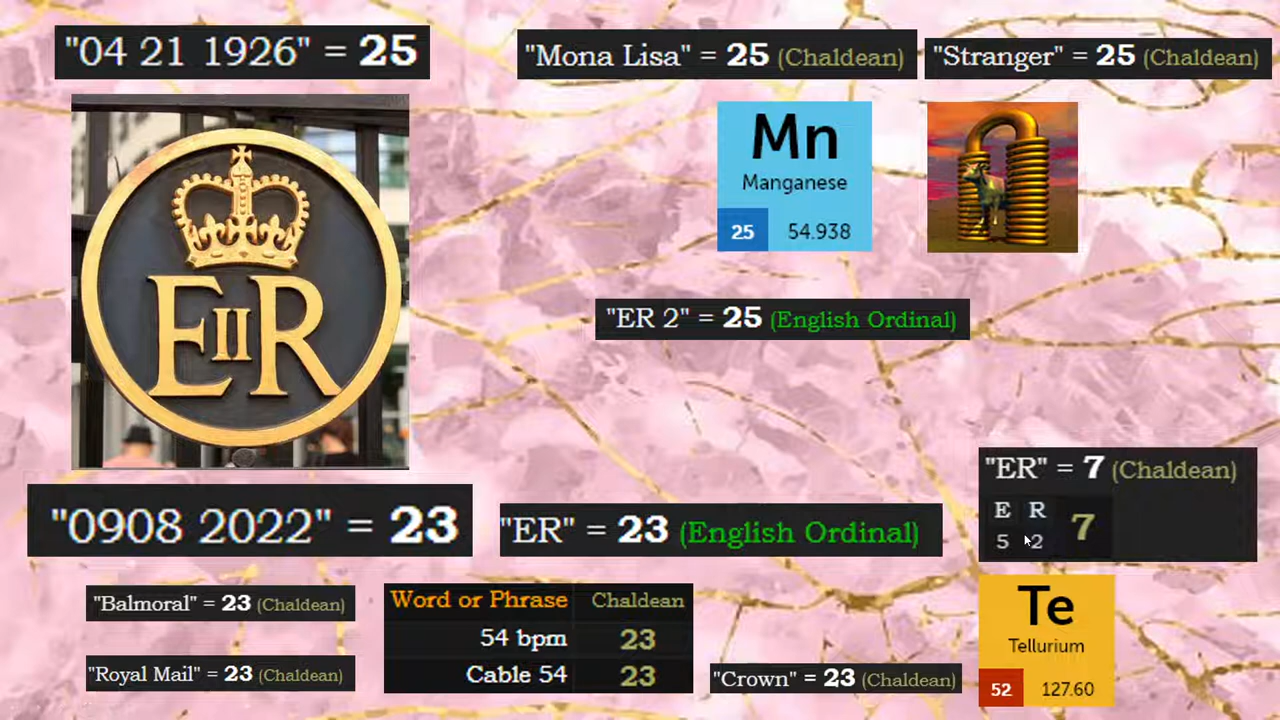 "04 21 1926" = 25
"Mona Lisa" = 25 (Chaldean)
"Stranger" = 25 (Chaldean)
Mn
Manganese
25 54.938
EIIR
"ER 2" = 25 (English Ordinal)
"ER" = 7 (Chaldean)
E R
5 2 7
"0908 2022" = 23
"ER" = 23 (English Ordinal)
"Balmoral" = 23 (Chaldean)
Word or Phrase Chaldean
54 bpm 23
Cable 54 23
"Royal Mail" = 23 (Chaldean)
"Crown" = 23 (Chaldean)
Te
Tellurium
52 127.60